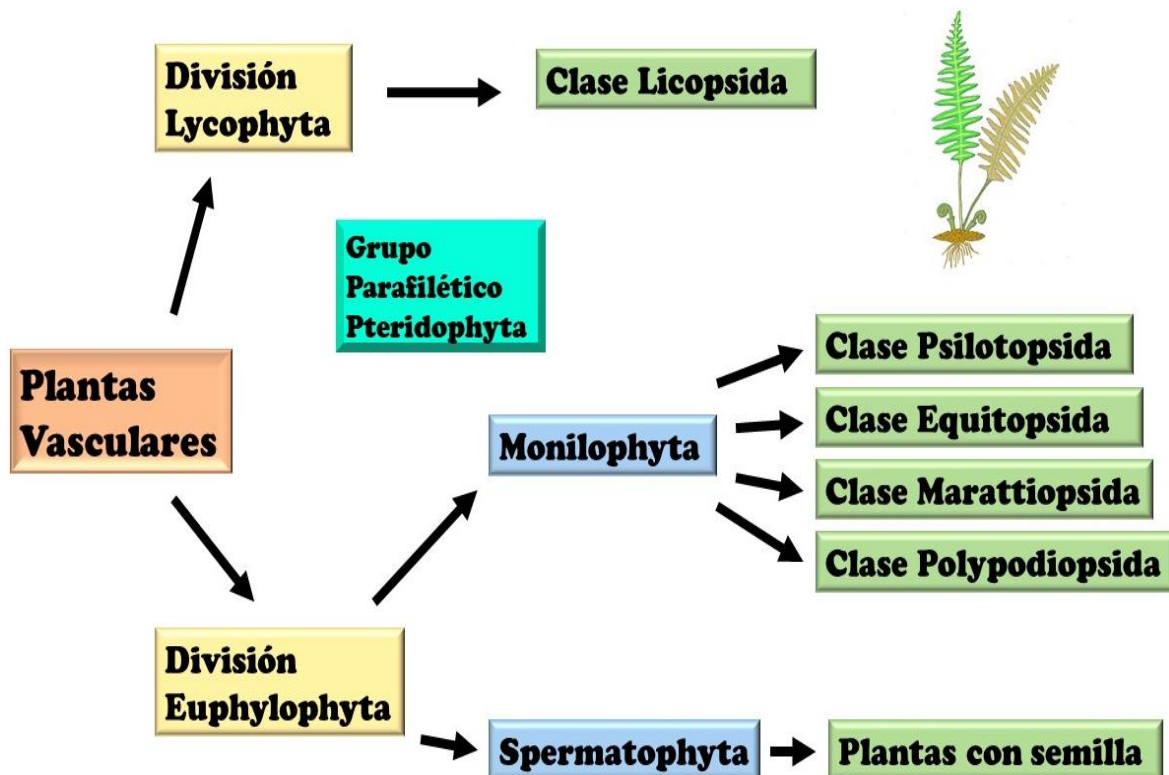 División
Lycophyta
Clase Licopsida
Grupo
Parafilético
Pteridophyta
Plantas
Vasculares
Monilophyta
Clase Psilotopsida
Clase Equitopsida
Clase Marattiopsida
Clase Polypodiopsida
División
Euphylophyta
Spermatophyta
Plantas con semilla